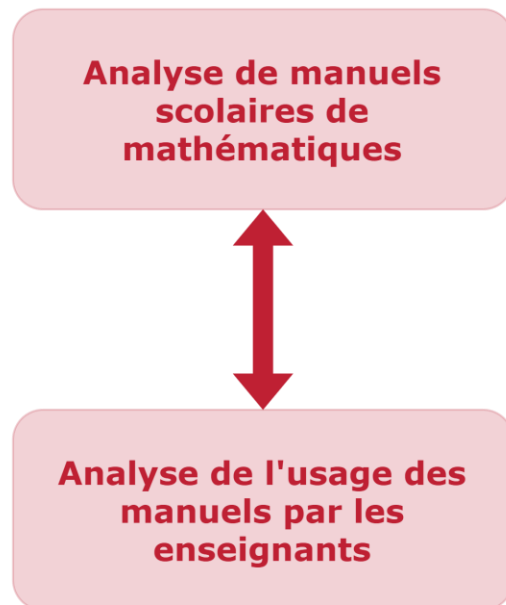 Analyse de manuels
scolaires de
mathématiques
Analyse de l'usage des
manuels par les
enseignants